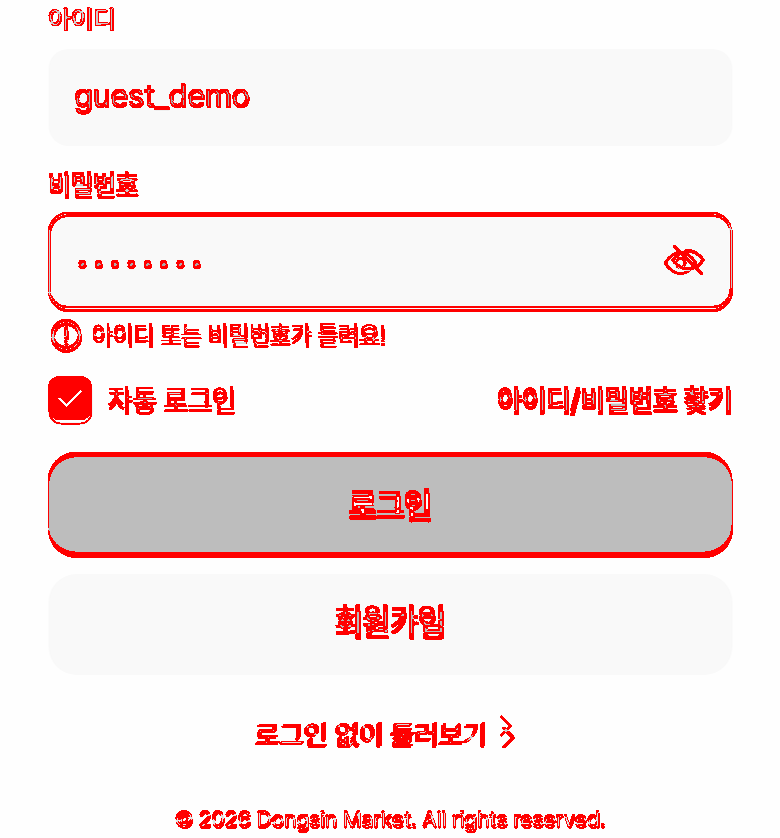 아이디
guest_demo
비밀번호
아이디 또는 비밀번호가 틀려요!
자동 로그인
아이디/비밀번호 찾기
로그인
회원가입
로그인 없이 둘러보기
© 2026 Dongsin Market. All rights reserved.